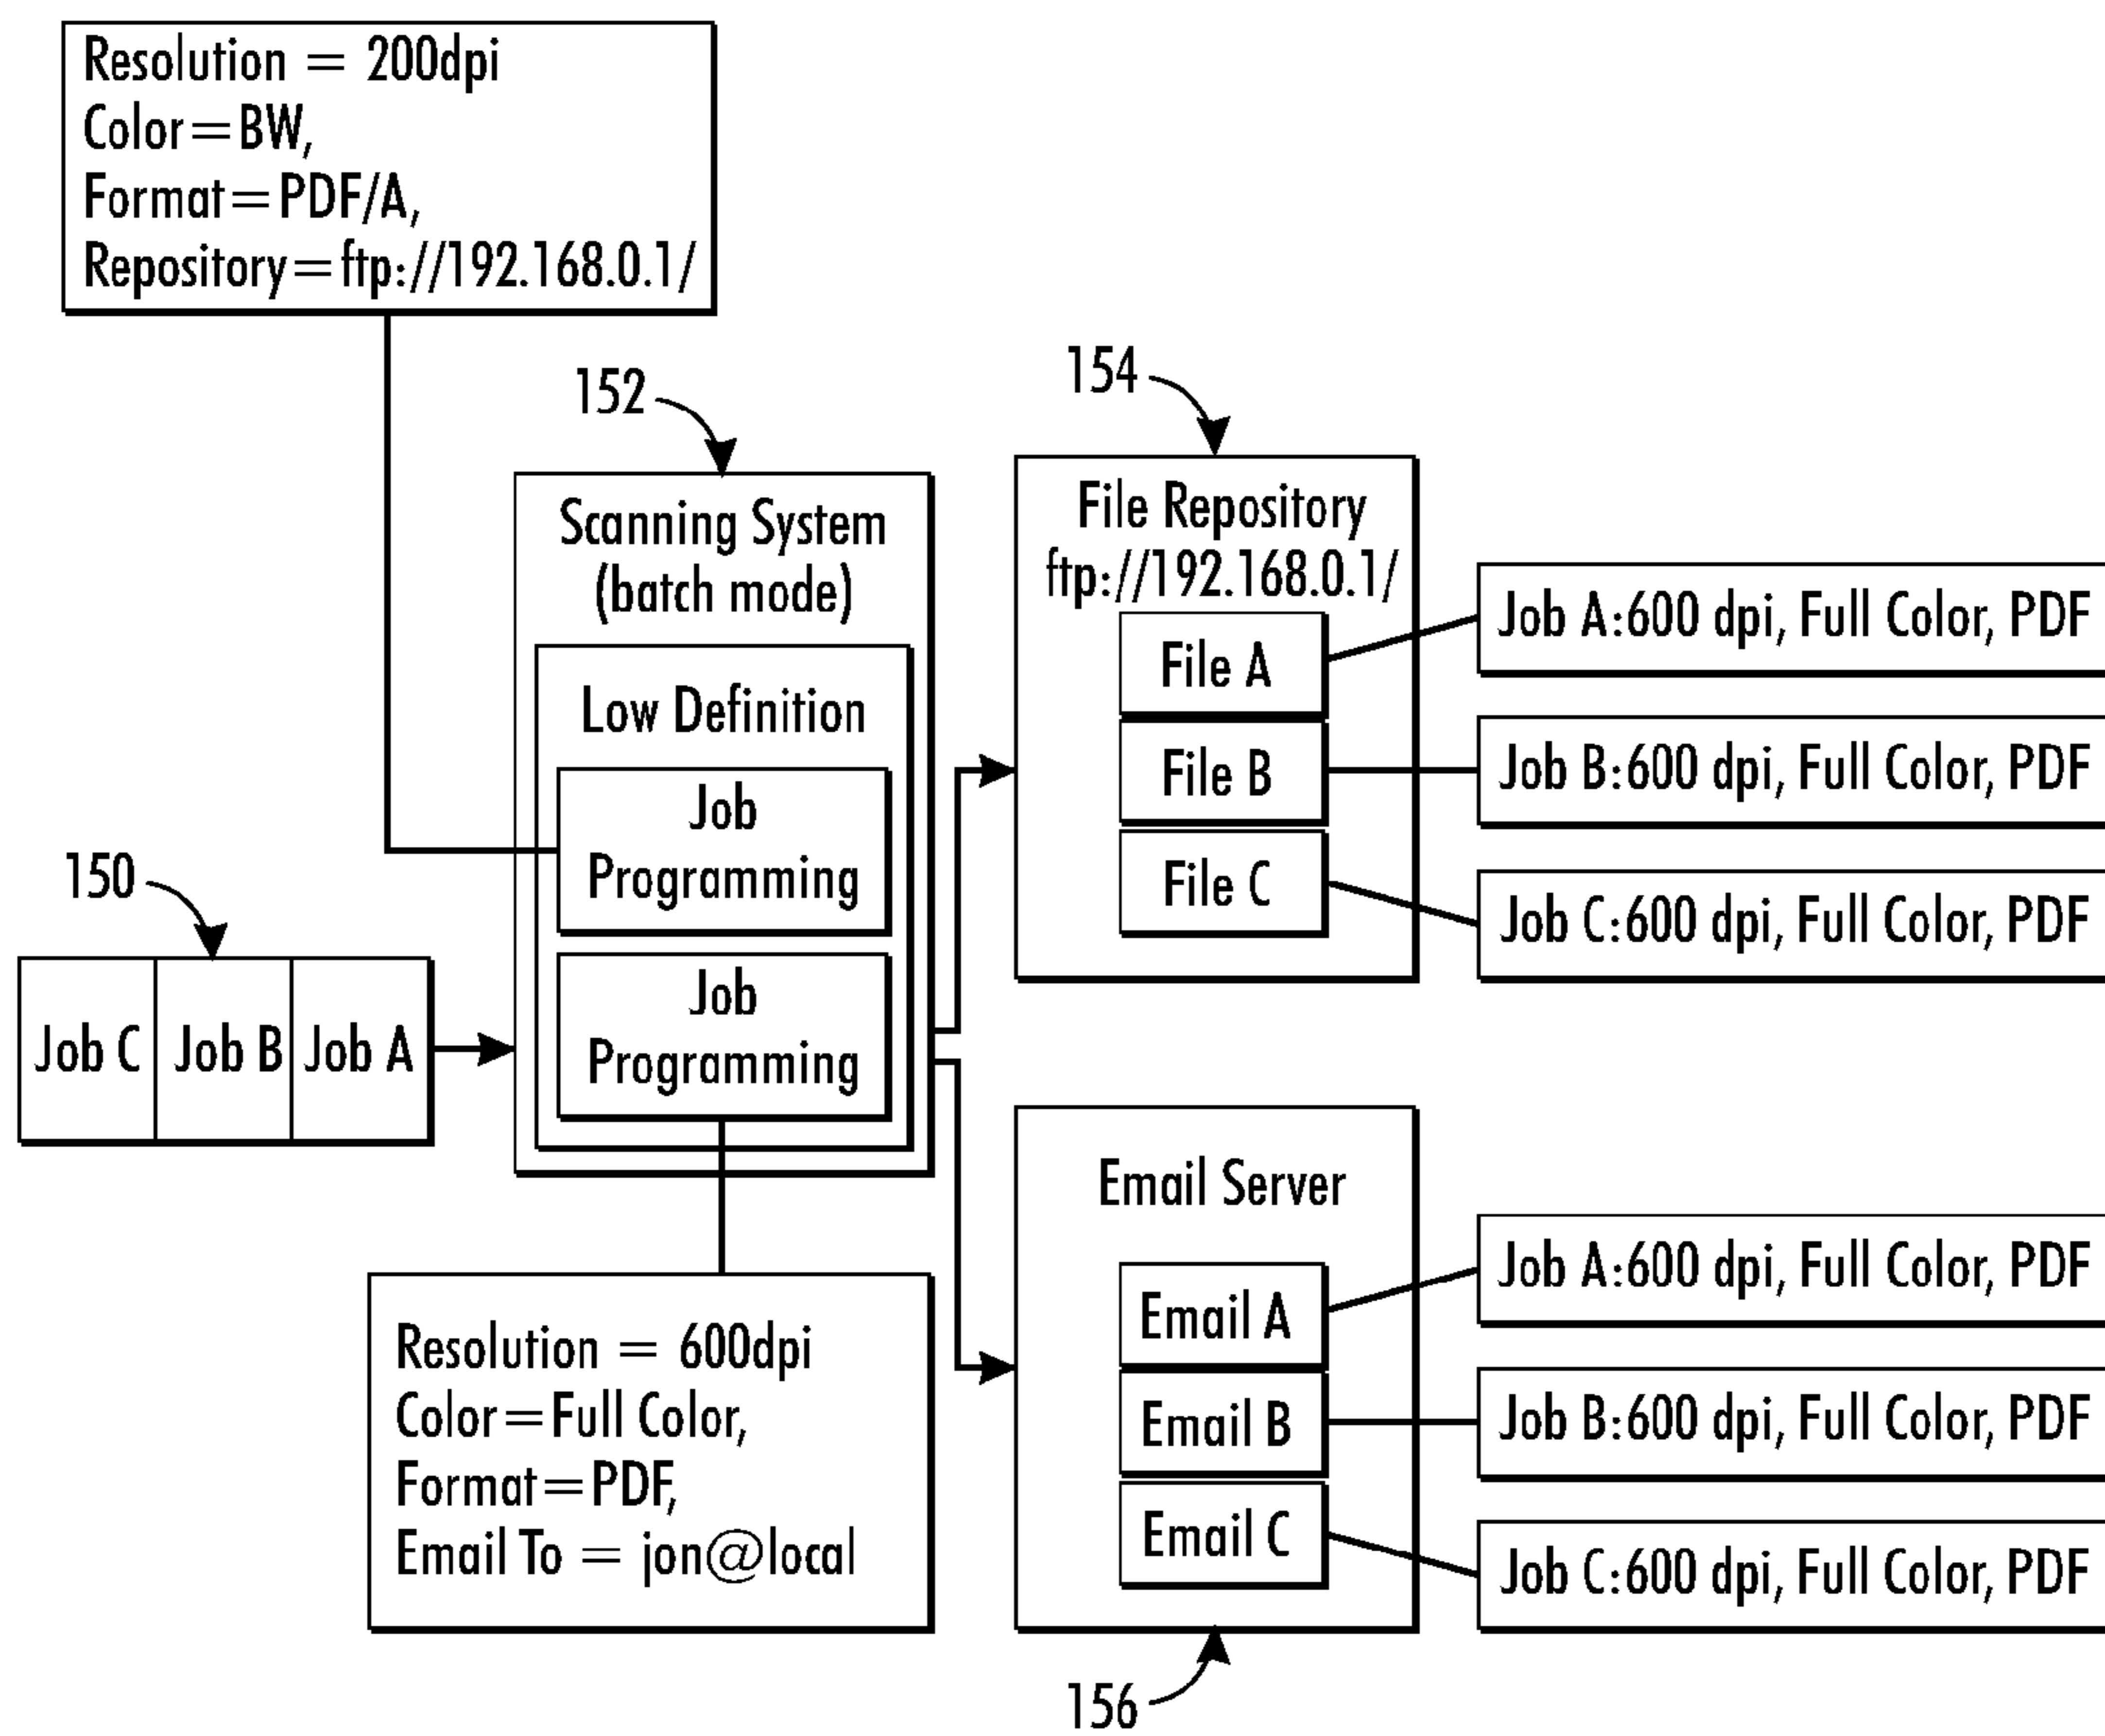 Resolution = 200dpi
Color=BW,
Format=PDF/A,
Repository=ftp://192.168.0.1/
152
154
Scanning System
(batch mode)
Low Definition
Job
Programming
Job
Programming
150
Job C
Job B
Job A
File Repository
ftp://192.168.0.1/
File A
File B
File C
Job A:600 dpi, Full Color, PDF
Job B:600 dpi, Full Color, PDF
Job C:600 dpi, Full Color, PDF
Resolution = 600dpi
Color=Full Color,
Format=PDF,
Email To = jon@local
Email Server
Email A
Email B
Email C
Job A:600 dpi, Full Color, PDF
Job B:600 dpi, Full Color, PDF
Job C:600 dpi, Full Color, PDF
156